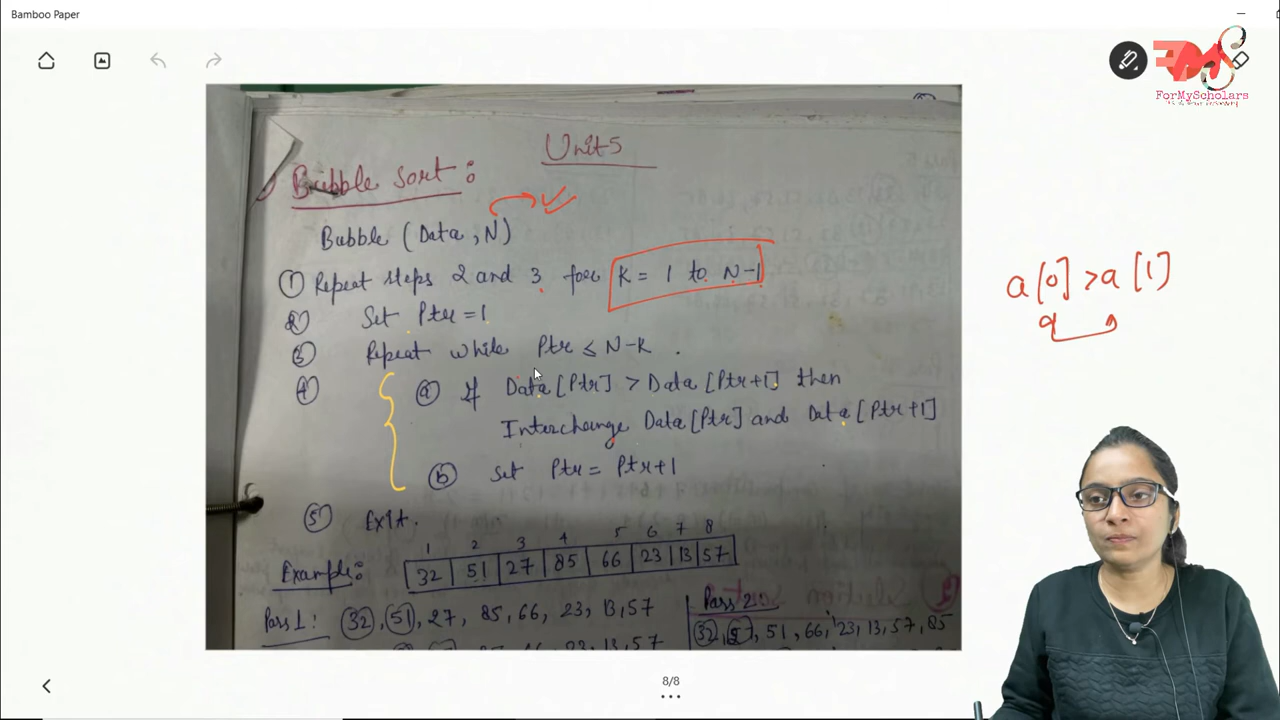 Bamboo Paper
ForMyScholars
Unit 5
Bubble Sort:
Bubble (Data, N)
① Repeat steps 2 and 3 for K = 1 to N-1
② Set Ptr = 1
③ Repeat while Ptr ≤ N-K .
④ ⓐ If Data [Ptr] > Data [Ptr+1] then
Interchange Data [Ptr] and Data [Ptr+1]
ⓑ Set Ptr = Ptr+1
⑤ Exit.
1 2 3 4 5 6 7 8
Example: 32 51 27 85 66 23 13 57
Pass 1: 32, 51, 27, 85, 66, 23, 13, 57
Pass 2:
51, 66, 23, 13, 57, 85
a[0] > a[1]
8/8